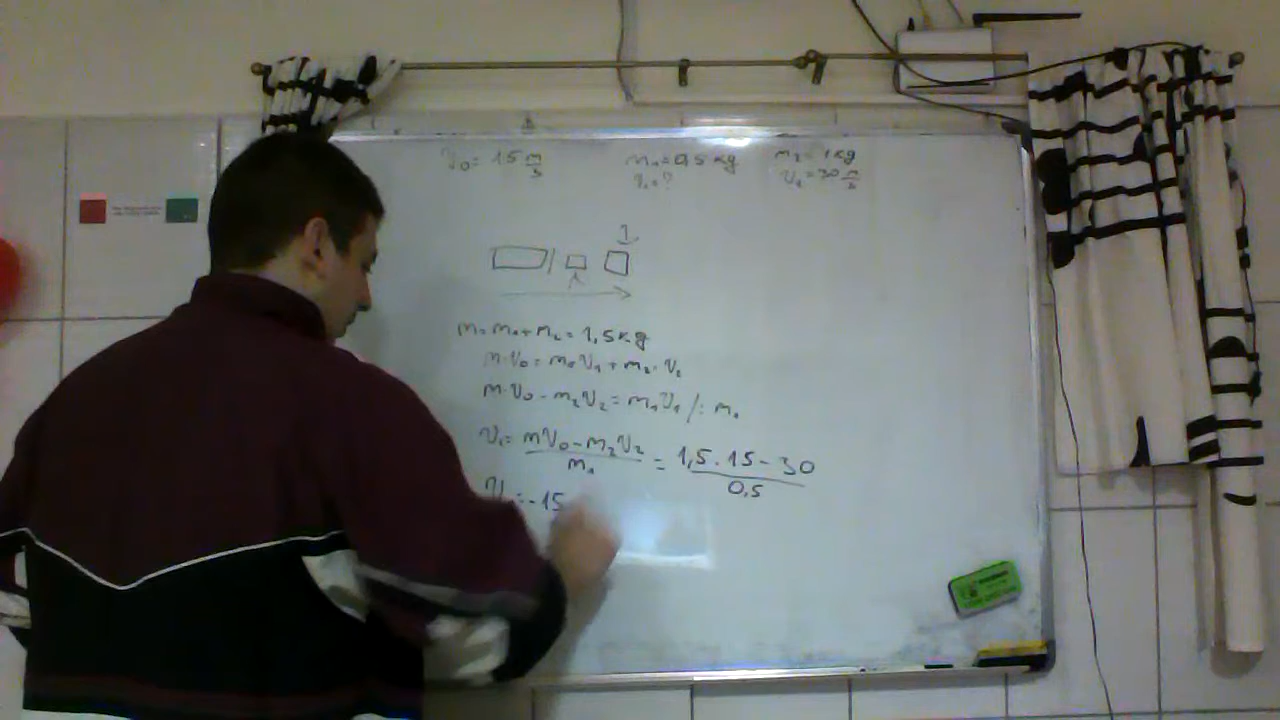 v₀ = 15 m/s
m₁ = 0,5 kg
v₁ = ?
m₂ = 1 kg
v₂ = 30 m/s
m = m₁ + m₂ = 1,5 kg
m·v₀ = m₁v₁ + m₂·v₂
m·v₀ - m₂v₂ = m₁v₁ /: m₁
v₁ = (mv₀ - m₂v₂)/m₁ = (1,5·15 - 30)/0,5
v₁ = -15